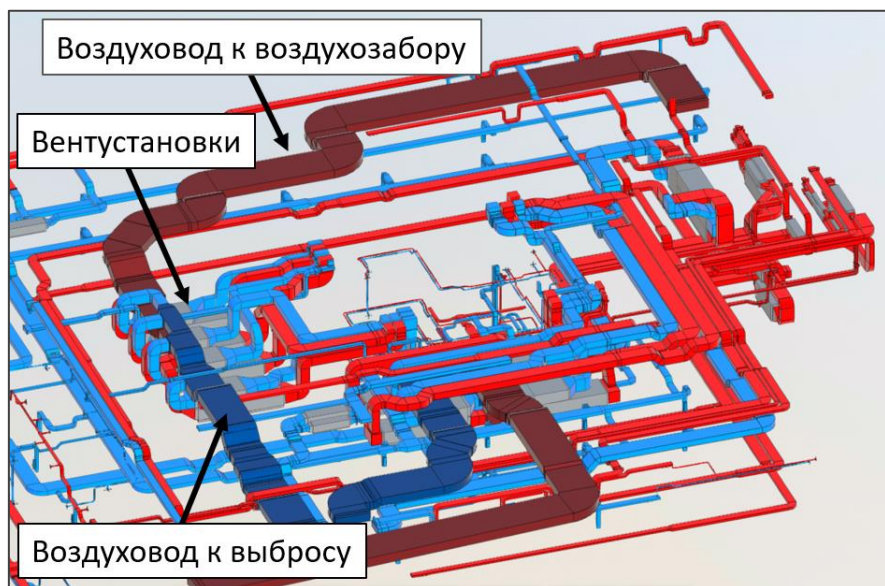 Воздуховод к воздухозабору
Вентустановки
Воздуховод к выбросу